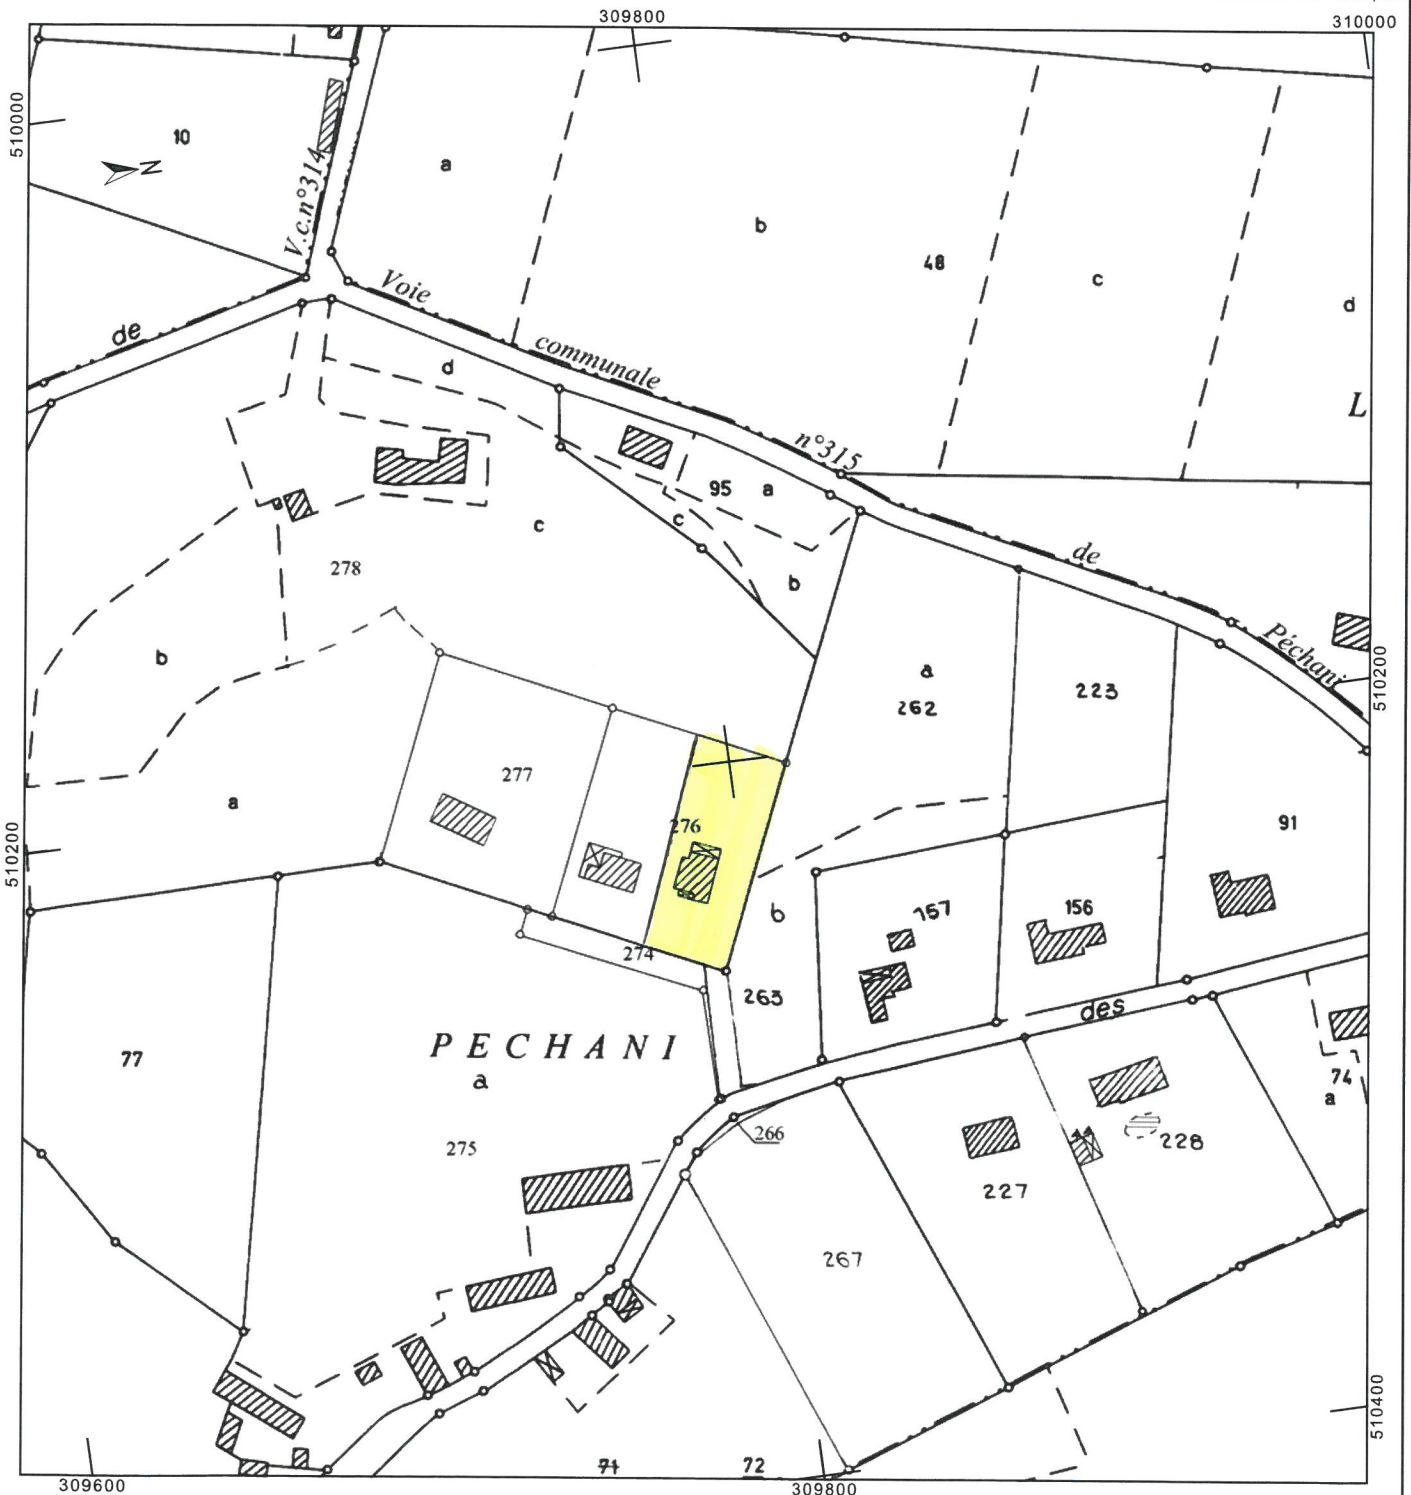 309800
310000
510000
10
N
V.c.n°314
a
b
48
c
d
Voie
communale
n°315
de
Péchani
de
L
d
95
a
c
c
b
278
b
a
262
223
510200
277
a
276
91
510200
b
157
156
274
263
des
PECHANI
a
77
74
a
275
266
228
227
267
510400
71
72
309600
309800